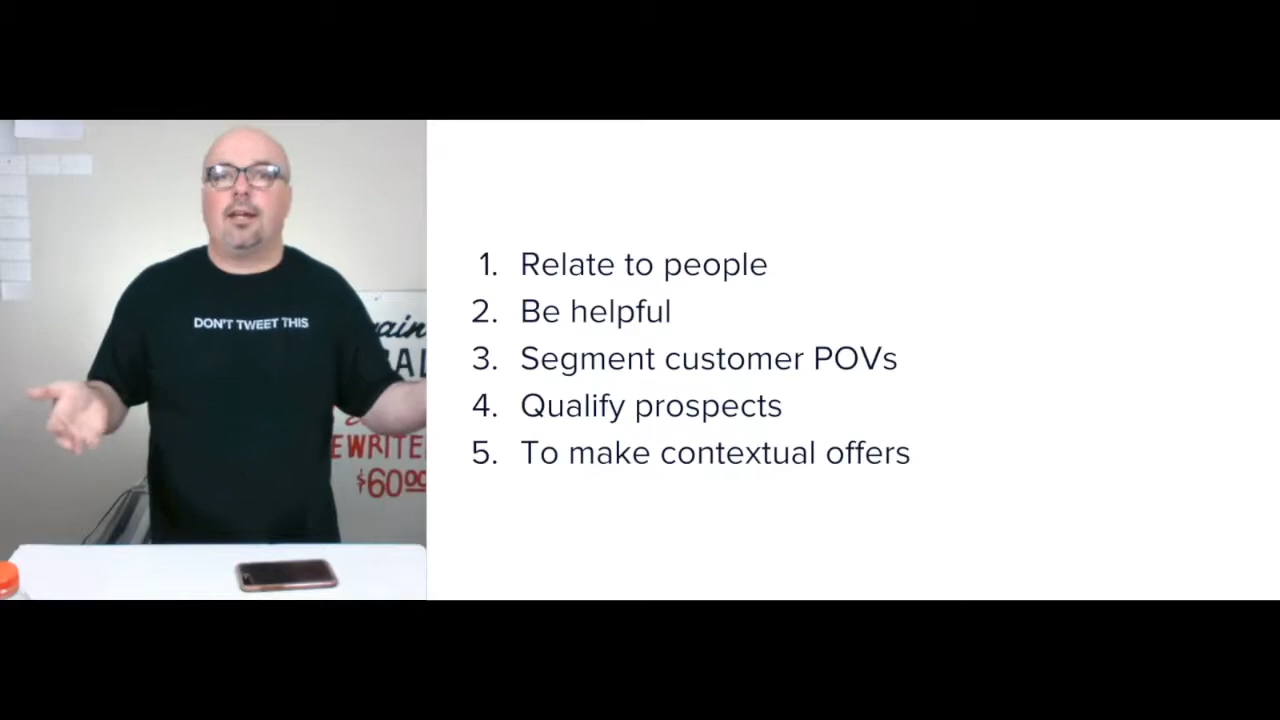 DON'T TWEET THIS
$60.00
1. Relate to people
2. Be helpful
3. Segment customer POVs
4. Qualify prospects
5. To make contextual offers